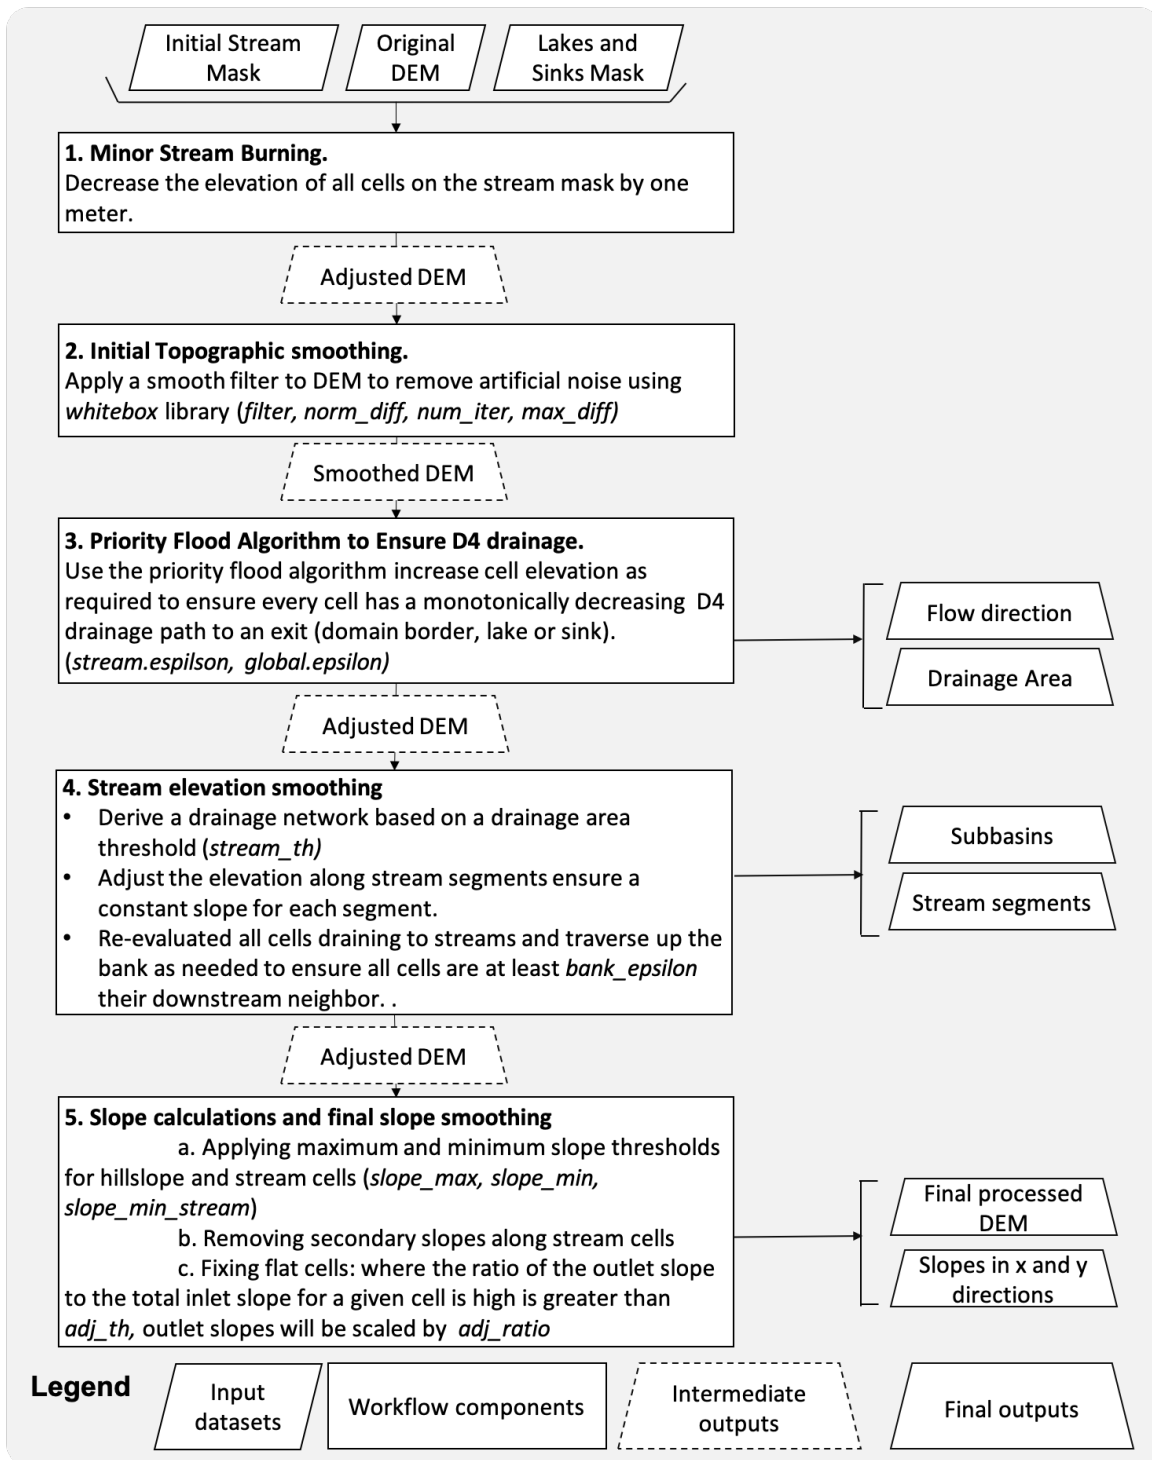 Initial Stream
Mask
Original
DEM
Lakes and
Sinks Mask
1. Minor Stream Burning.
Decrease the elevation of all cells on the stream mask by one
meter.
Adjusted DEM
2. Initial Topographic smoothing.
Apply a smooth filter to DEM to remove artificial noise using
whitebox library (filter, norm_diff, num_iter, max_diff)
Smoothed DEM
3. Priority Flood Algorithm to Ensure D4 drainage.
Use the priority flood algorithm increase cell elevation as
required to ensure every cell has a monotonically decreasing D4
drainage path to an exit (domain border, lake or sink).
(stream.espilson, global.epsilon)
Flow direction
Drainage Area
Adjusted DEM
4. Stream elevation smoothing
• Derive a drainage network based on a drainage area
threshold (stream_th)
• Adjust the elevation along stream segments ensure a
constant slope for each segment.
• Re-evaluated all cells draining to streams and traverse up the
bank as needed to ensure all cells are at least bank_epsilon
their downstream neighbor. .
Subbasins
Stream segments
Adjusted DEM
5. Slope calculations and final slope smoothing
a. Applying maximum and minimum slope thresholds
for hillslope and stream cells (slope_max, slope_min,
slope_min_stream)
b. Removing secondary slopes along stream cells
c. Fixing flat cells: where the ratio of the outlet slope
to the total inlet slope for a given cell is high is greater than
adj_th, outlet slopes will be scaled by adj_ratio
Final processed
DEM
Slopes in x and y
directions
Legend
Input
datasets
Workflow components
Intermediate
outputs
Final outputs